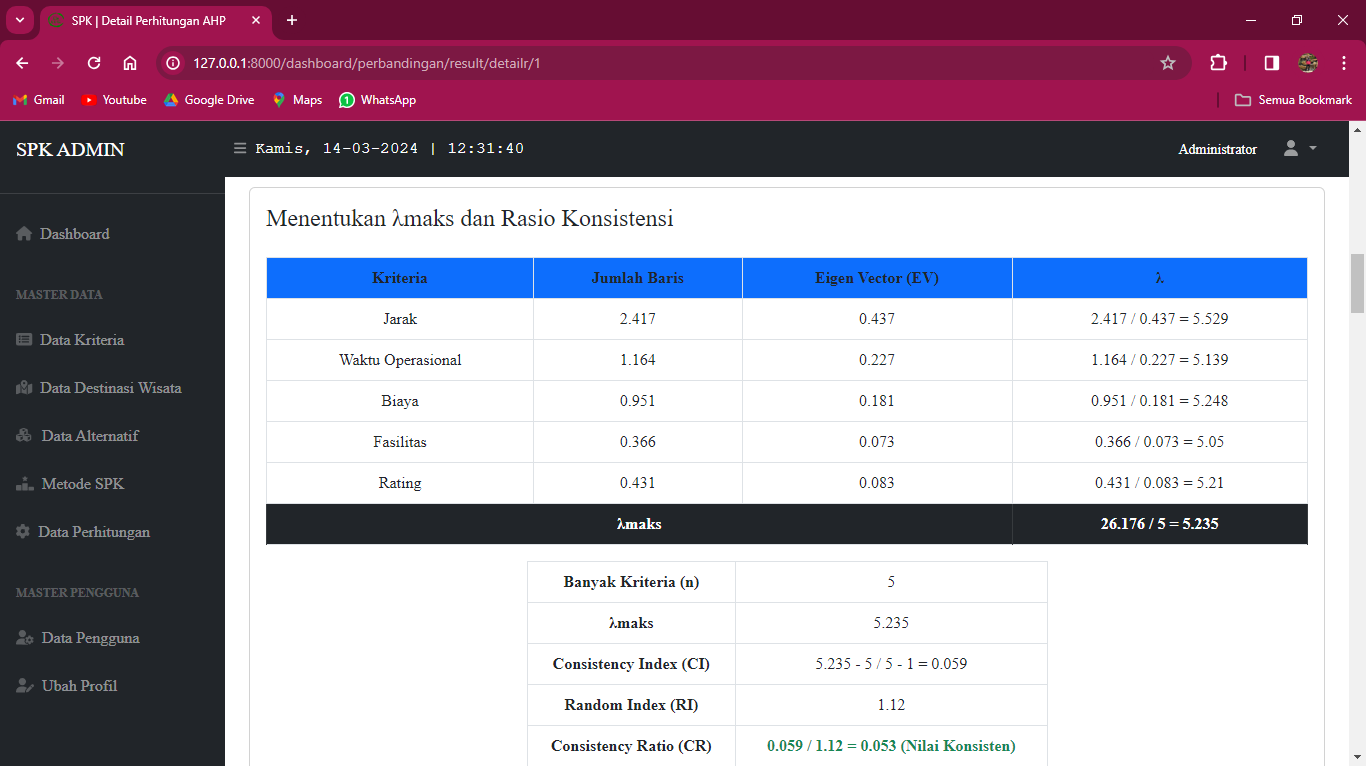 SPK | Detail Perhitungan AHP
127.0.0.1:8000/dashboard/perbandingan/result/detailr/1
Gmail Youtube Google Drive Maps 1 WhatsApp Semua Bookmark
SPK ADMIN Kamis, 14-03-2024 | 12:31:40 Administrator
Dashboard
MASTER DATA
Data Kriteria
Data Destinasi Wisata
Data Alternatif
Metode SPK
Data Perhitungan
MASTER PENGGUNA
Data Pengguna
Ubah Profil
Menentukan λmaks dan Rasio Konsistensi
Kriteria Jumlah Baris Eigen Vector (EV) λ
Jarak 2.417 0.437 2.417 / 0.437 = 5.529
Waktu Operasional 1.164 0.227 1.164 / 0.227 = 5.139
Biaya 0.951 0.181 0.951 / 0.181 = 5.248
Fasilitas 0.366 0.073 0.366 / 0.073 = 5.05
Rating 0.431 0.083 0.431 / 0.083 = 5.21
λmaks 26.176 / 5 = 5.235
Banyak Kriteria (n) 5
λmaks 5.235
Consistency Index (CI) 5.235 - 5 / 5 - 1 = 0.059
Random Index (RI) 1.12
Consistency Ratio (CR) 0.059 / 1.12 = 0.053 (Nilai Konsisten)